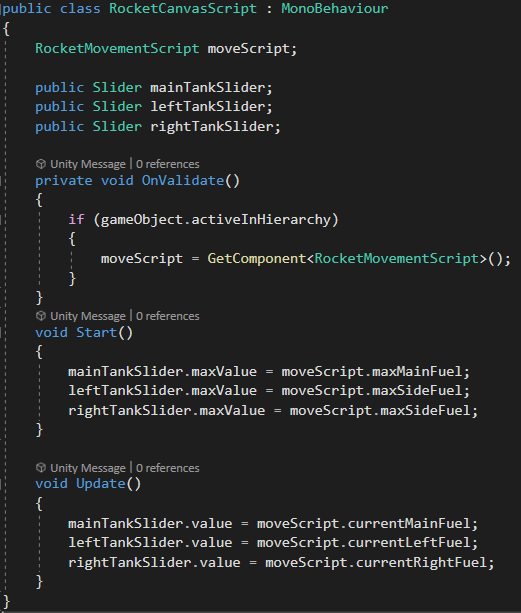 public class RocketCanvasScript : MonoBehaviour
{
    RocketMovementScript moveScript;

    public Slider mainTankSlider;
    public Slider leftTankSlider;
    public Slider rightTankSlider;

    Unity Message | 0 references
    private void OnValidate()
    {
        if (gameObject.activeInHierarchy)
        {
            moveScript = GetComponent<RocketMovementScript>();
        }
    }
    Unity Message | 0 references
    void Start()
    {
        mainTankSlider.maxValue = moveScript.maxMainFuel;
        leftTankSlider.maxValue = moveScript.maxSideFuel;
        rightTankSlider.maxValue = moveScript.maxSideFuel;
    }

    Unity Message | 0 references
    void Update()
    {
        mainTankSlider.value = moveScript.currentMainFuel;
        leftTankSlider.value = moveScript.currentLeftFuel;
        rightTankSlider.value = moveScript.currentRightFuel;
    }
}